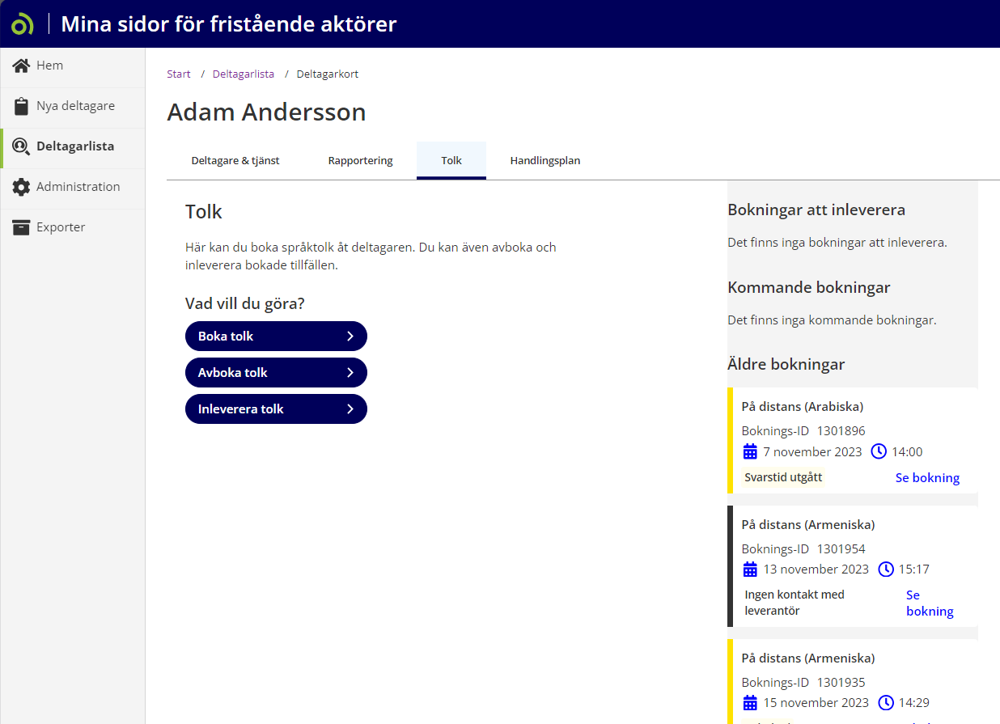 Mina sidor för fristående aktörer
Hem
Nya deltagare
Deltagarlista
Administration
Exporter
Start / Deltagarlista / Deltagarkort
Adam Andersson
Deltagare & tjänst
Rapportering
Tolk
Handlingsplan
Tolk
Här kan du boka språktolk åt deltagaren. Du kan även avboka och
inleverera bokade tillfällen.
Vad vill du göra?
Boka tolk
Avboka tolk
Inleverera tolk
Bokningar att inleverera
Det finns inga bokningar att inleverera.
Kommande bokningar
Det finns inga kommande bokningar.
Äldre bokningar
På distans (Arabiska)
Boknings-ID 1301896
7 november 2023 14:00
Svarstid utgått Se bokning
På distans (Armeniska)
Boknings-ID 1301954
13 november 2023 15:17
Ingen kontakt med
leverantör
Se
bokning
På distans (Armeniska)
Boknings-ID 1301935
15 november 2023 14:29